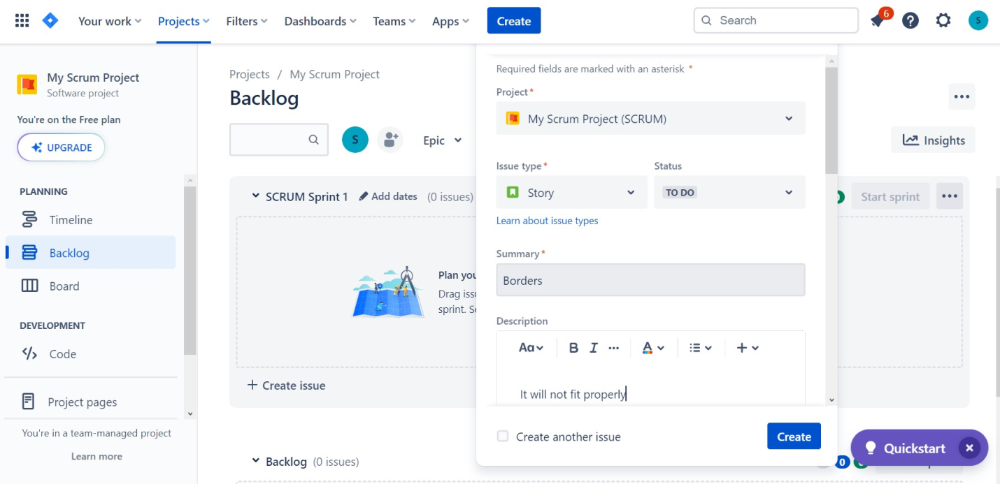 Your work
Projects
Filters
Dashboards
Teams
Apps
Create
Search
6
S
My Scrum Project
Software project
You're on the Free plan
UPGRADE
PLANNING
Timeline
Backlog
Board
DEVELOPMENT
Code
Project pages
You're in a team-managed project
Learn more
Projects / My Scrum Project
Backlog
S
Epic
Insights
SCRUM Sprint 1
Add dates
(0 issues)
Start sprint
Plan you
Drag issu
sprint. Se
+ Create issue
Backlog (0 issues)
Required fields are marked with an asterisk *
Project*
My Scrum Project (SCRUM)
Issue type*
Status
Story
TO DO
Learn about issue types
Summary*
Borders
Description
Aa
B
I
A
It will not fit properly
Create another issue
Create
Quickstart
0